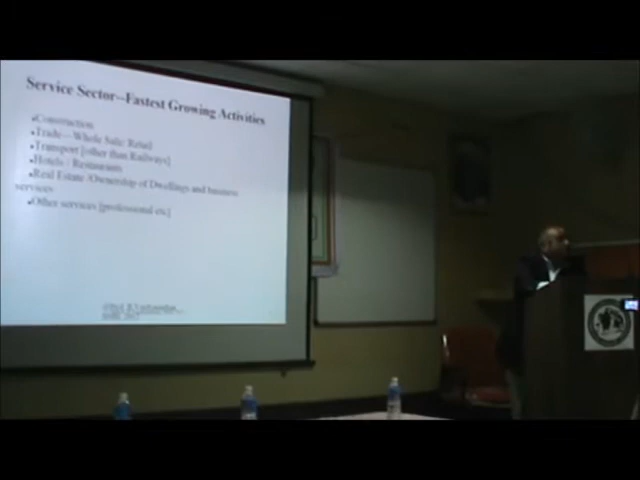 Service Sector--Fastest Growing Activities
Construction
Trade—Whole Sale/ Retail
Transport [other than Railways]
Hotels / Restaurants
Real Estate /Ownership of Dwellings and business
services
Other services [professional etc]